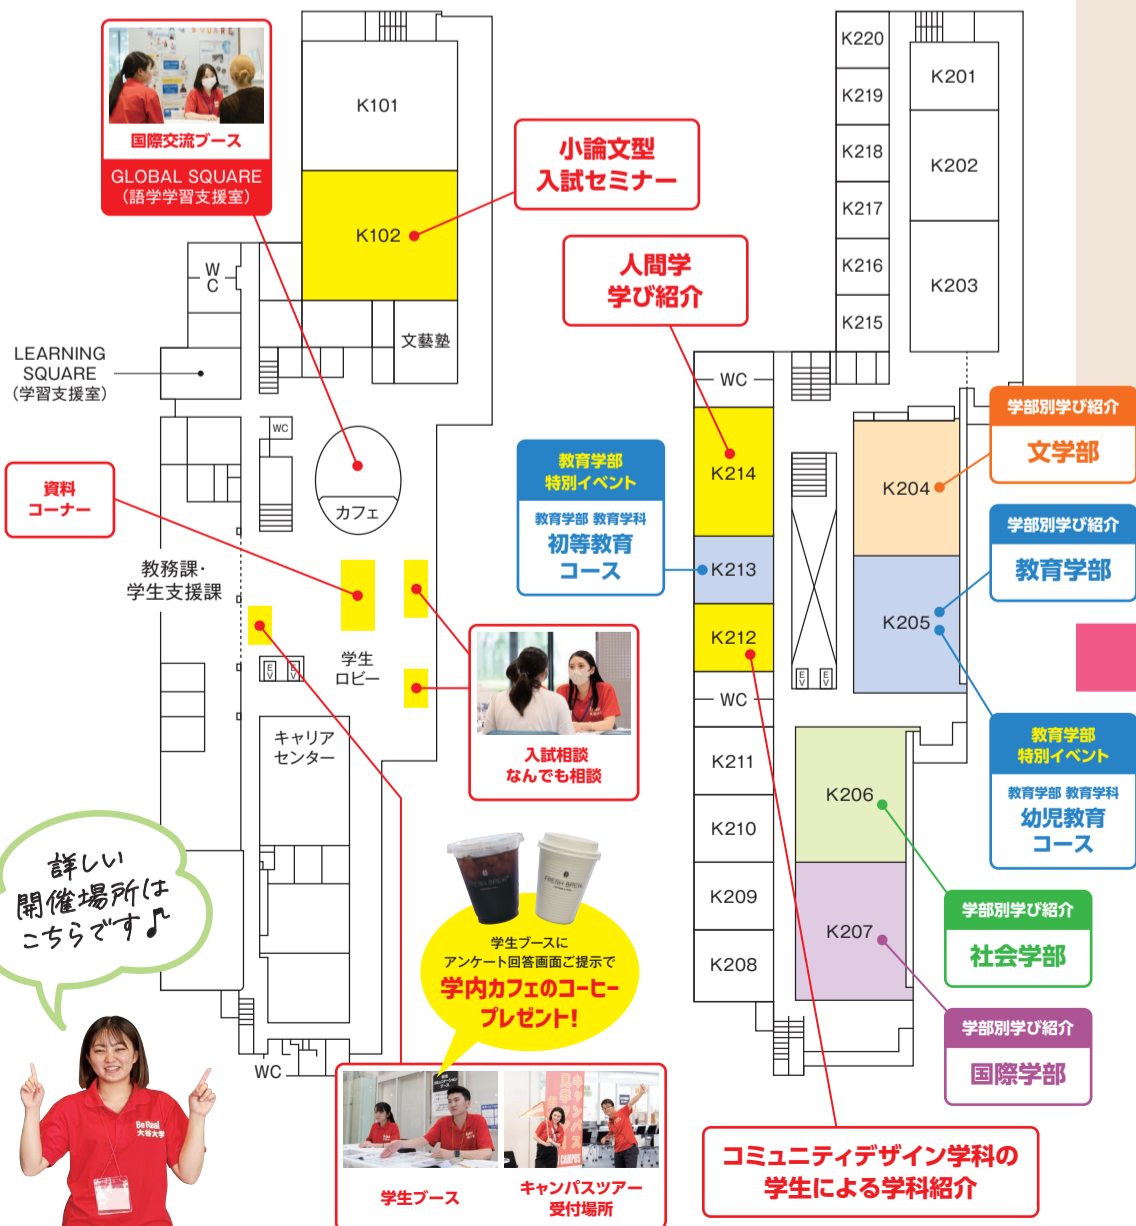 国際交流ブース
GLOBAL SQUARE
（語学学習支援室）
K101
K102
小論文型
入試セミナー
文藝塾
W
C
LEARNING
SQUARE
（学習支援室）
WC
カフェ
資料
コーナー
教務課・
学生支援課
学生
ロビー
EV
EV
キャリア
センター
入試相談
なんでも相談
詳しい
開催場所は
こちらです♪
FRESH BREW
FRESH BREW
学生ブースに
アンケート回答画面ご提示で
学内カフェのコーヒー
プレゼント!
WC
Be Real
大谷大学
学生ブース
キャンパスツアー
受付場所
K220
K219
K218
K217
K216
K215
K201
K202
K203
人間学
学び紹介
WC
K214
K213
K212
WC
K211
K210
K209
K208
教育学部
特別イベント
教育学部 教育学科
初等教育
コース
EV
EV
K204
K205
K206
K207
学部別学び紹介
文学部
学部別学び紹介
教育学部
教育学部
特別イベント
教育学部 教育学科
幼児教育
コース
学部別学び紹介
社会学部
学部別学び紹介
国際学部
コミュニティデザイン学科の
学生による学科紹介